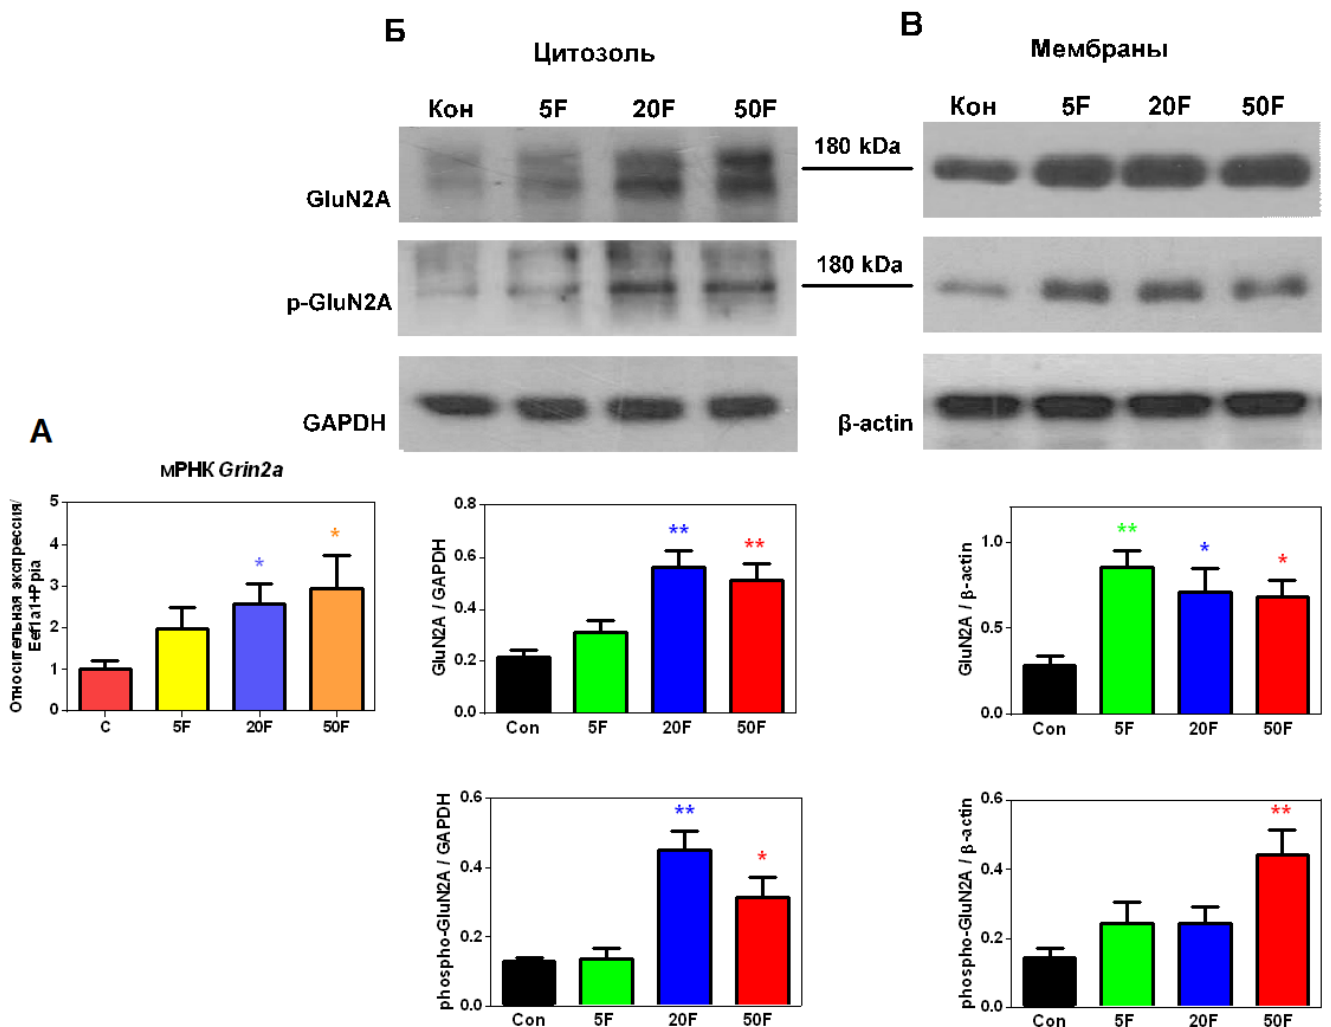 Б
Цитозоль
Кон 5F 20F 50F
GluN2A
p-GluN2A
GAPDH
180 kDa
180 kDa
В
Мембраны
Кон 5F 20F 50F
β-actin
А
мРНК Grin2a
Относительная экспрессия/
Eef1a1+Ppia
5
4
3
2
1
0
* *
C 5F 20F 50F
GluN2A / GAPDH
0.8
0.6
0.4
0.2
0.0
** **
Con 5F 20F 50F
GluN2A / β-actin
1.0
0.5
0.0
** * *
Con 5F 20F 50F
phospho-GluN2A / GAPDH
0.6
0.4
0.2
0.0
** *
Con 5F 20F 50F
phospho-GluN2A / β-actin
0.6
0.4
0.2
0.0
**
Con 5F 20F 50F